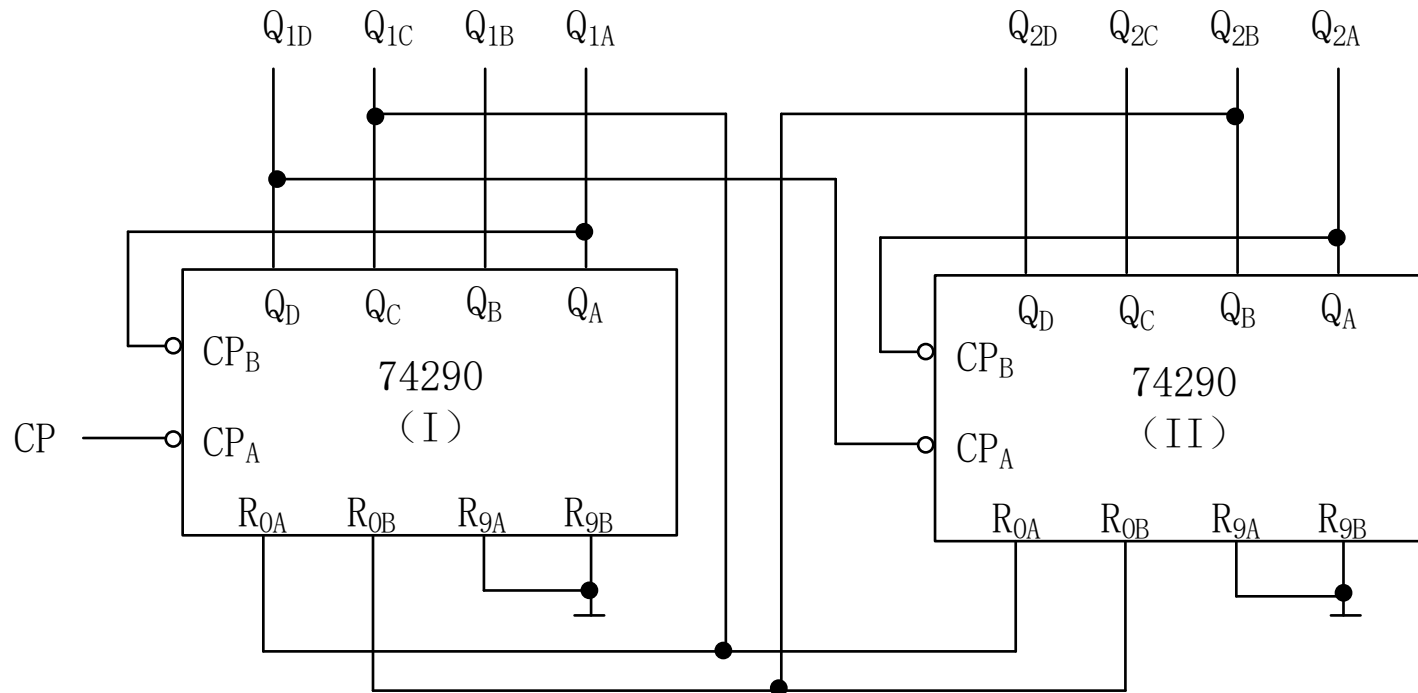 Q1D Q1C Q1B Q1A Q2D Q2C Q2B Q2A
QD QC QB QA
CPB
74290
(I)
CP
CPA
R0A R0B R9A R9B
QD QC QB QA
CPB
74290
(II)
CPA
R0A R0B R9A R9B